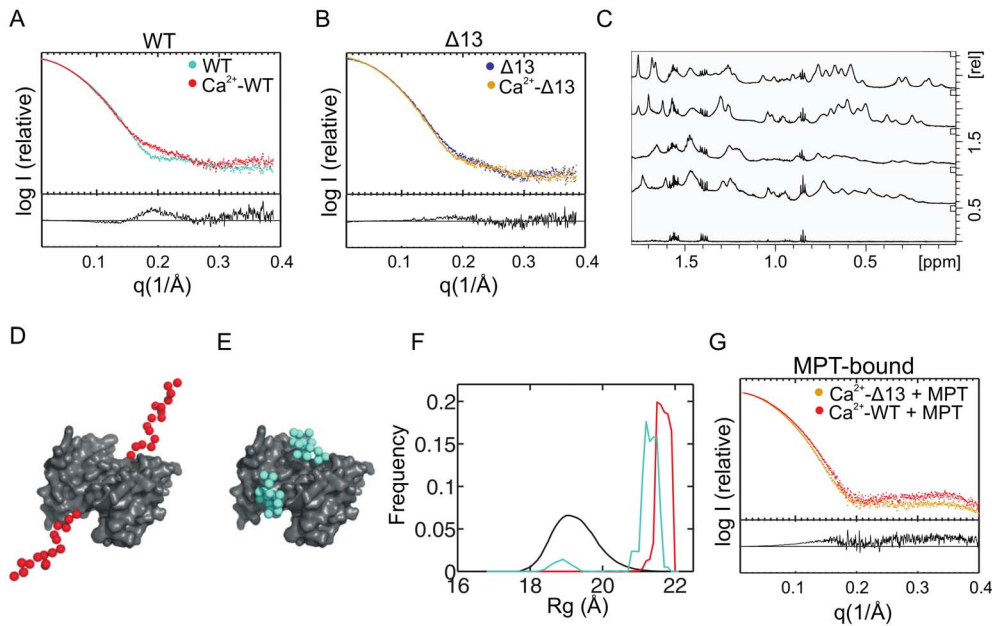 A
WT
WT
Ca²⁺-WT
log I (relative)
0.1 0.2 0.3 0.4
q(1/Å)
B
Δ13
Δ13
Ca²⁺-Δ13
log I (relative)
0.1 0.2 0.3 0.4
q(1/Å)
C
[rel]
1.5
0.5
1.5 1.0 0.5 [ppm]
D
E
F
Frequency
0.2
0.15
0.1
0.05
0
16 18 20 22
Rg (Å)
G
MPT-bound
Ca²⁺-Δ13 + MPT
Ca²⁺-WT + MPT
log I (relative)
0.1 0.2 0.3 0.4
q(1/Å)